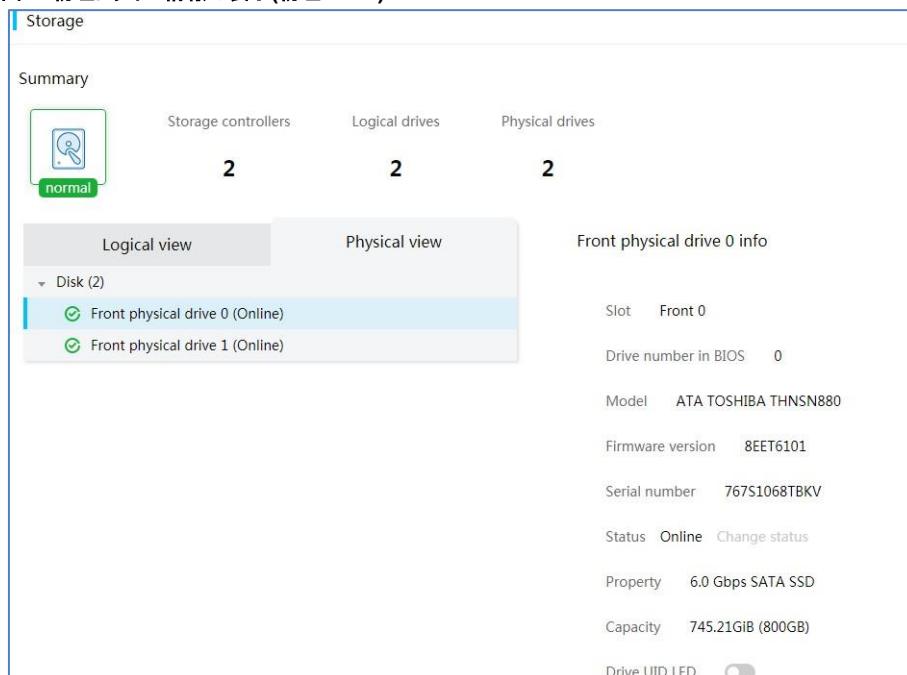 Storage
Summary
Storage controllers Logical drives Physical drives
2 2 2
normal
Logical view Physical view
Front physical drive 0 info
Disk (2)
Front physical drive 0 (Online)
Front physical drive 1 (Online)
Slot Front 0
Drive number in BIOS 0
Model ATA TOSHIBA THNSN880
Firmware version 8EET6101
Serial number 767S1068TBKV
Status Online Change status
Property 6.0 Gbps SATA SSD
Capacity 745.21GiB (800GB)
Drive UID LED